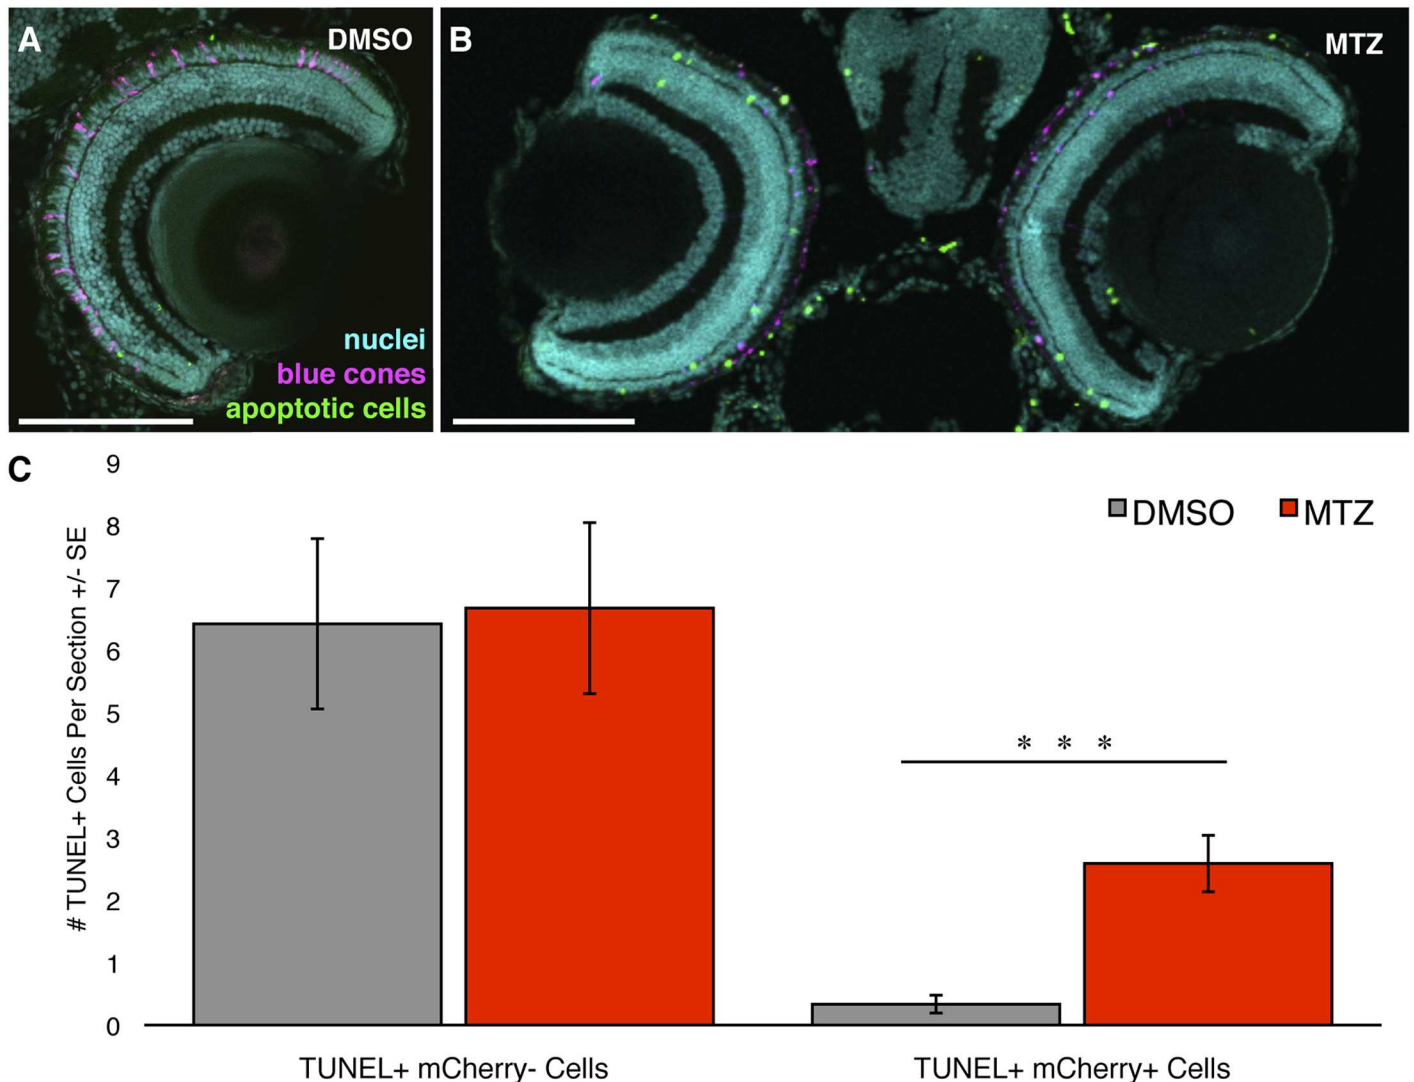 A
DMSO
nuclei
blue cones
apoptotic cells
B
MTZ
C
# TUNEL+ Cells Per Section +/- SE
9
8
7
6
5
4
3
2
1
0
DMSO
MTZ
* * *
TUNEL+ mCherry- Cells
TUNEL+ mCherry+ Cells